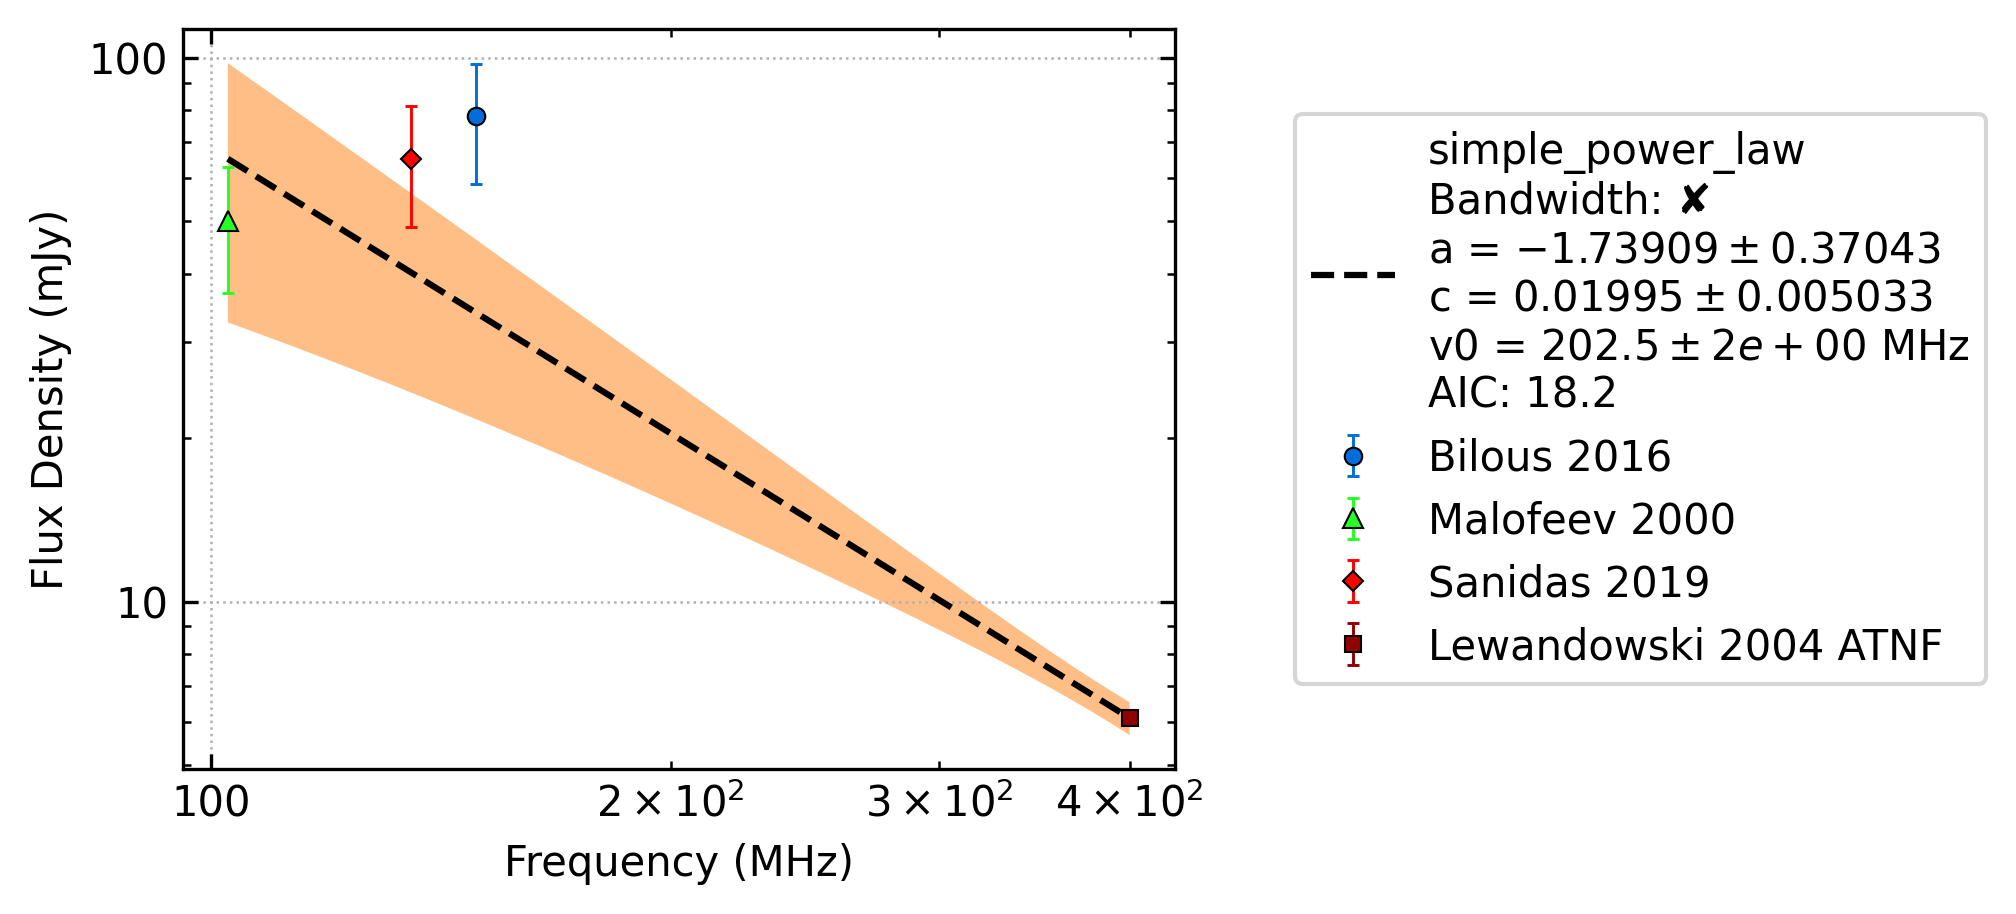 100
10
Flux Density (mJy)
100
2 × 10²
3 × 10²
4 × 10²
Frequency (MHz)
simple_power_law
Bandwidth: ✘
a = −1.73909 ± 0.37043
c = 0.01995 ± 0.005033
v0 = 202.5 ± 2e + 00 MHz
AIC: 18.2
Bilous 2016
Malofeev 2000
Sanidas 2019
Lewandowski 2004 ATNF